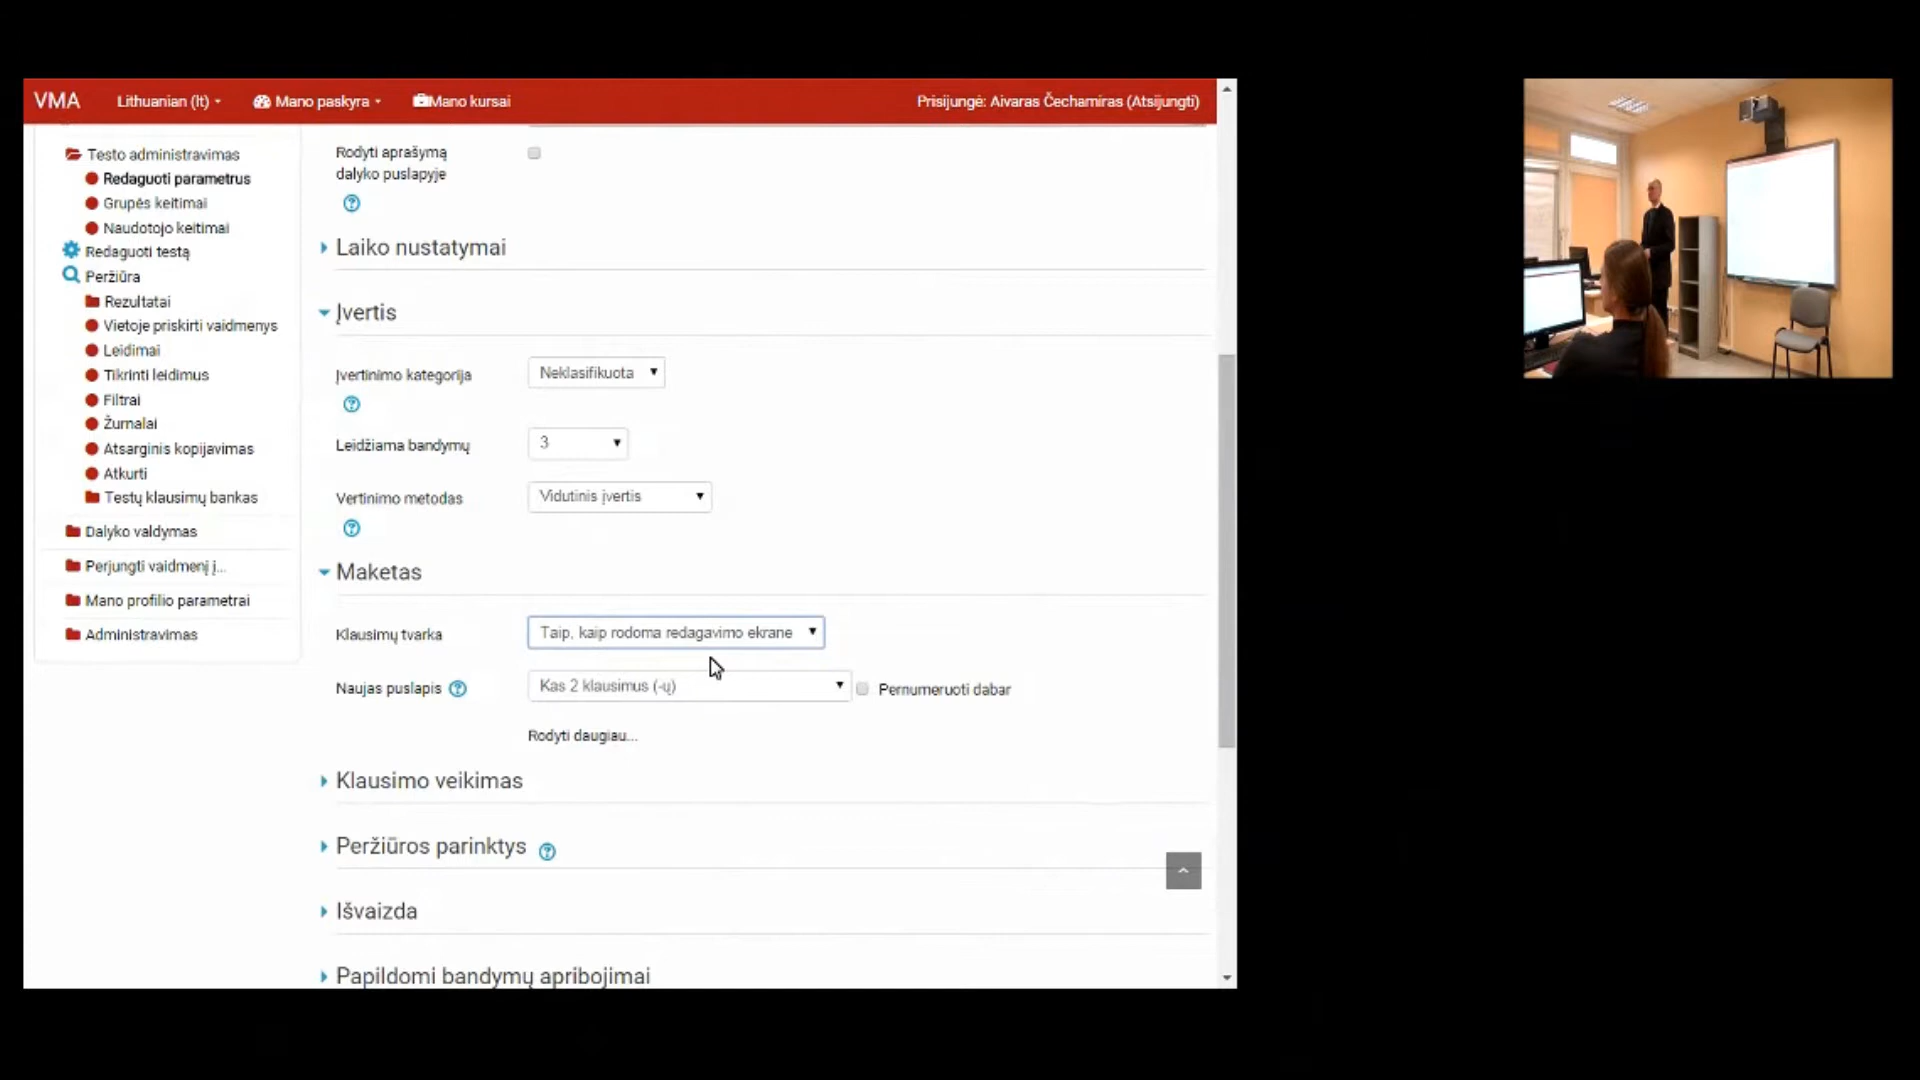 VMA Lithuanian (lt) Mano paskyra Mano kursai Prisijungė: Aivaras Čechamiras (Atsijungti)
Testo administravimas
Redaguoti parametrus
Grupės keitimai
Naudotojo keitimai
Redaguoti testą
Peržiūra
Rezultatai
Vietoje priskirti vaidmenys
Leidimai
Tikrinti leidimus
Filtrai
Žurnalai
Atsarginis kopijavimas
Atkurti
Testų klausimų bankas
Dalyko valdymas
Perjungti vaidmenį į...
Mano profilio parametrai
Administravimas
Rodyti aprašymą
dalyko puslapyje
Laiko nustatymai
Įvertis
Įvertinimo kategorija Neklasifikuota
Leidžiama bandymų 3
Vertinimo metodas Vidutinis įvertis
Maketas
Klausimų tvarka Taip, kaip rodoma redagavimo ekrane
Naujas puslapis Kas 2 klausimus (-ų) Pernumeruoti dabar
Rodyti daugiau...
Klausimo veikimas
Peržiūros parinktys
Išvaizda
Papildomi bandymų apribojimai